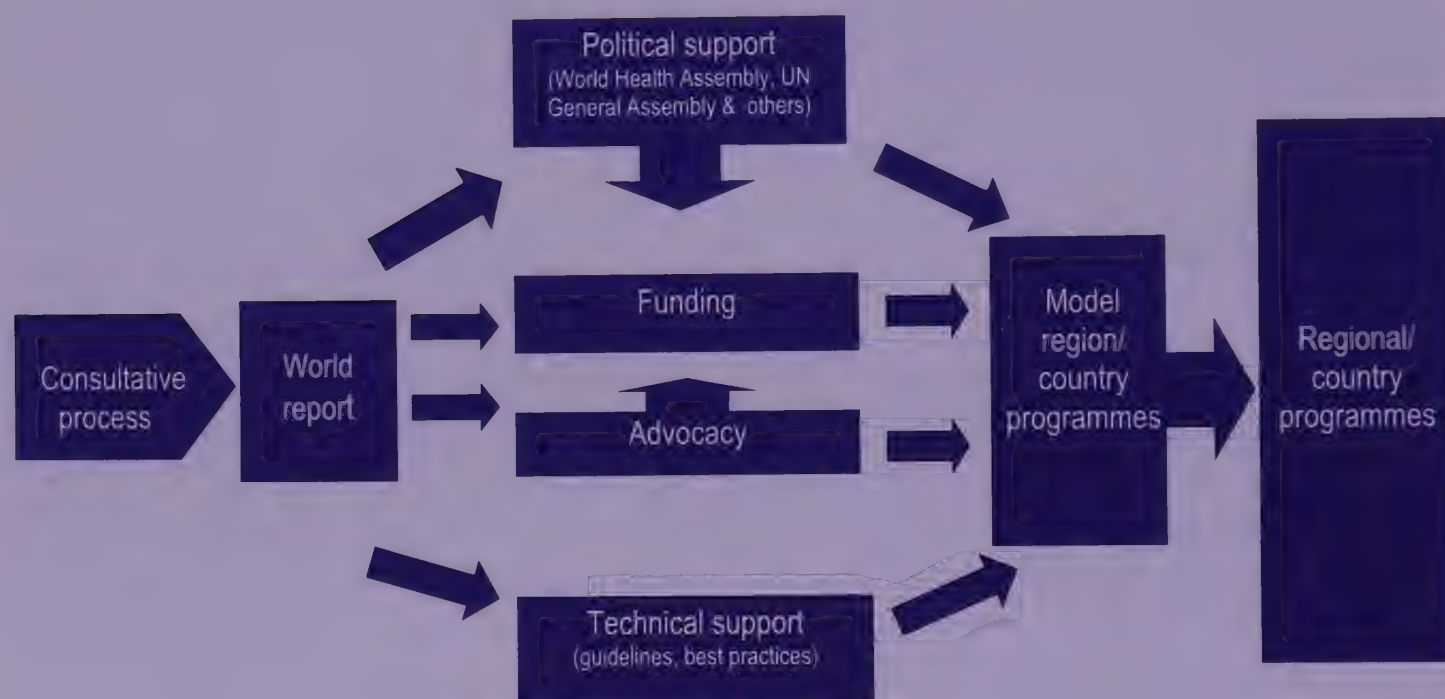 Political support
(World Health Assembly, UN
General Assembly & others)
Consultative
process
World
report
Funding
Advocacy
Technical support
(guidelines, best practices)
Model
region/
country
programmes
Regional/
country
programmes